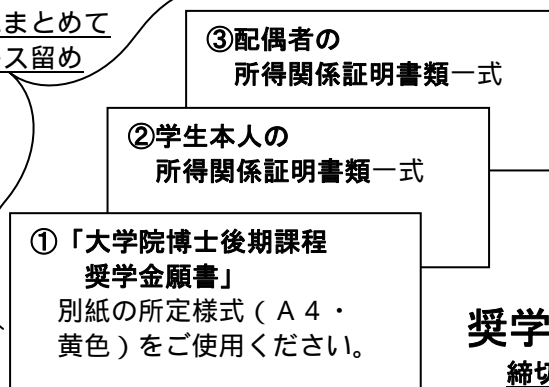 まとめて
ス留め
③配偶者の
所得関係証明書類一式
②学生本人の
所得関係証明書類一式
①「大学院博士後期課程
奨学金願書」
別紙の所定様式（Ａ４・
黄色）をご使用ください。
奨学
締切